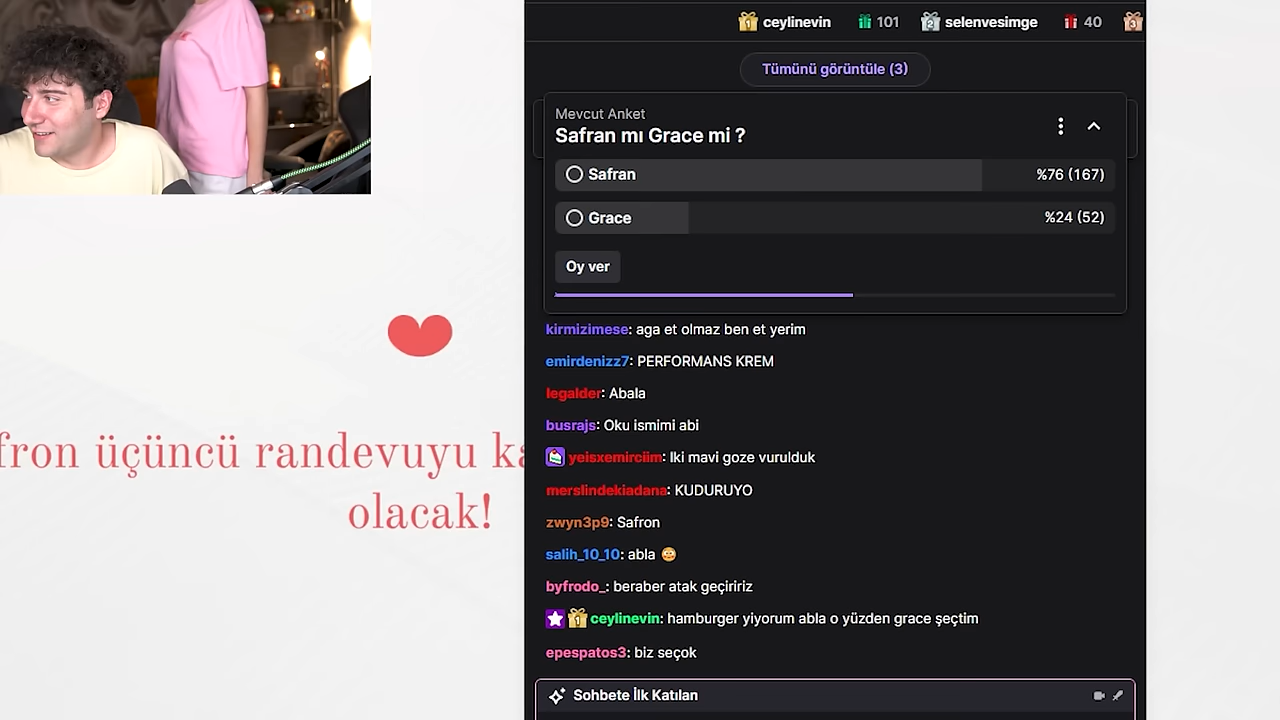 ceylinevin 101 selenvesimge 40
Tümünü görüntüle (3)
Mevcut Anket
Safran mı Grace mi ?
Safran %76 (167)
Grace %24 (52)
Oy ver
kirmizimese: aga et olmaz ben et yerim
emirdenizz7: PERFORMANS KREM
legalder: Abala
busrajs: Oku ismimi abi
yeisxemirciim: Iki mavi goze vurulduk
merslindekiadana: KUDURUYO
zwyn3p9: Safron
salih_10_10: abla
byfrodo_: beraber atak geçiririz
ceylinevin: hamburger yiyorum abla o yüzden grace şeçtim
epespatos3: biz seçok
Sohbete İlk Katılan
fron üçüncü randevuyu ka
olacak!